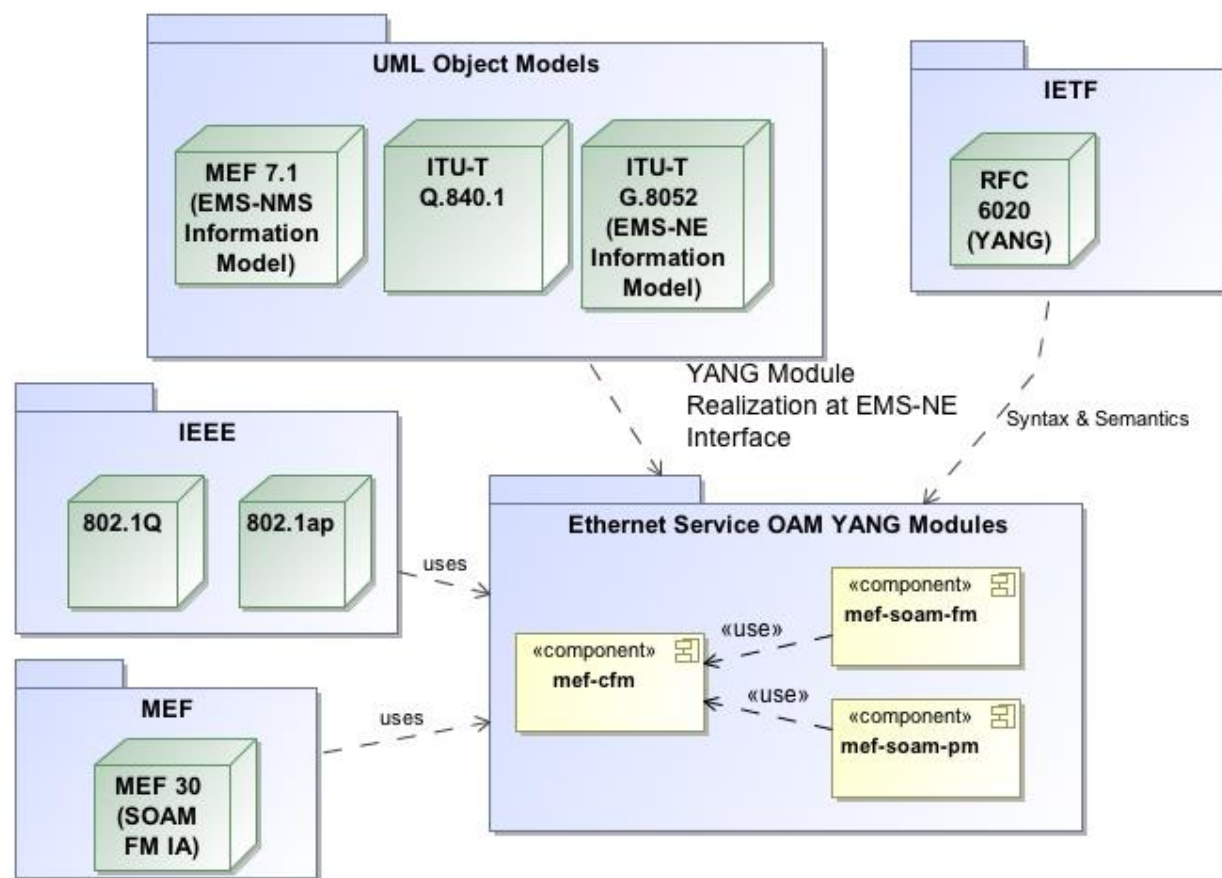 UML Object Models
MEF 7.1
(EMS-NMS
Information
Model)
ITU-T
Q.840.1
ITU-T
G.8052
(EMS-NE
Information
Model)
IETF
RFC
6020
(YANG)
YANG Module
Realization at EMS-NE
Interface
Syntax & Semantics
IEEE
802.1Q
802.1ap
uses
MEF
MEF 30
(SOAM
FM IA)
uses
Ethernet Service OAM YANG Modules
«component»
mef-cfm
«use»
«use»
«component»
mef-soam-fm
«component»
mef-soam-pm